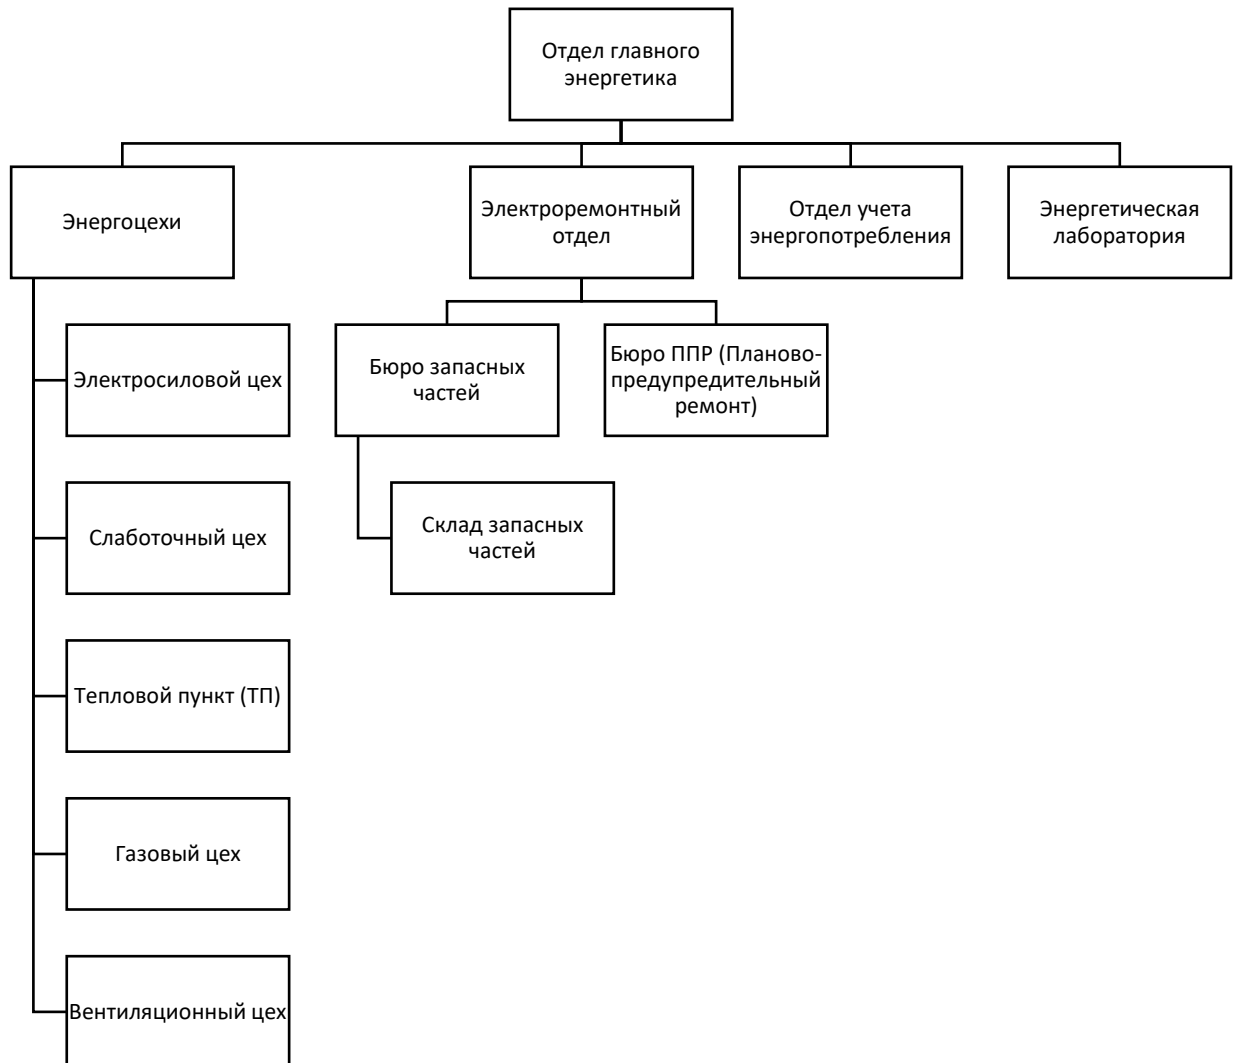 Отдел главного
энергетика
Энергоцехи
Электроремонтный
отдел
Отдел учета
энергопотребления
Энергетическая
лаборатория
Электросиловой цех
Бюро запасных
частей
Бюро ППР (Планово-
предупредительный
ремонт)
Слаботочный цех
Склад запасных
частей
Тепловой пункт (ТП)
Газовый цех
Вентиляционный цех